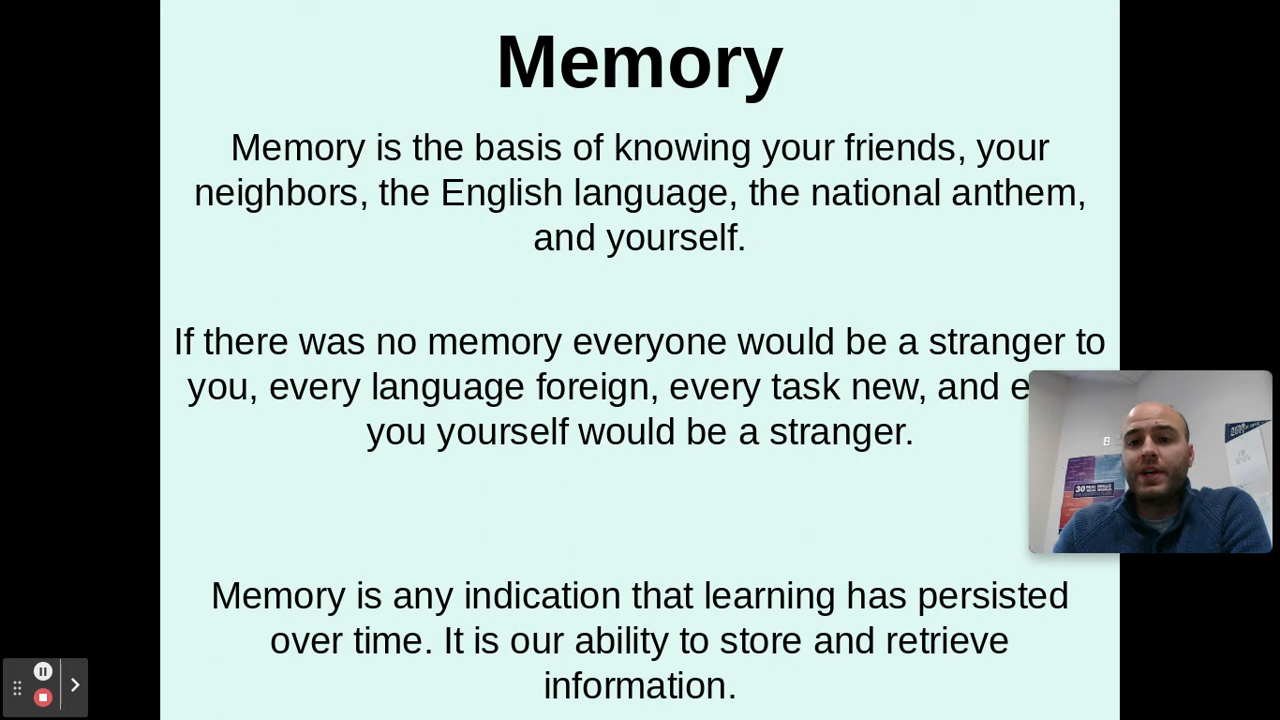 Memory
Memory is the basis of knowing your friends, your
neighbors, the English language, the national anthem,
and yourself.
If there was no memory everyone would be a stranger to
you, every language foreign, every task new, and e
you yourself would be a stranger.
Memory is any indication that learning has persisted
over time. It is our ability to store and retrieve
information.
30